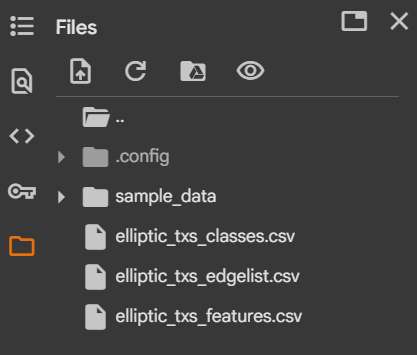 Files
..
.config
sample_data
elliptic_txs_classes.csv
elliptic_txs_edgelist.csv
elliptic_txs_features.csv